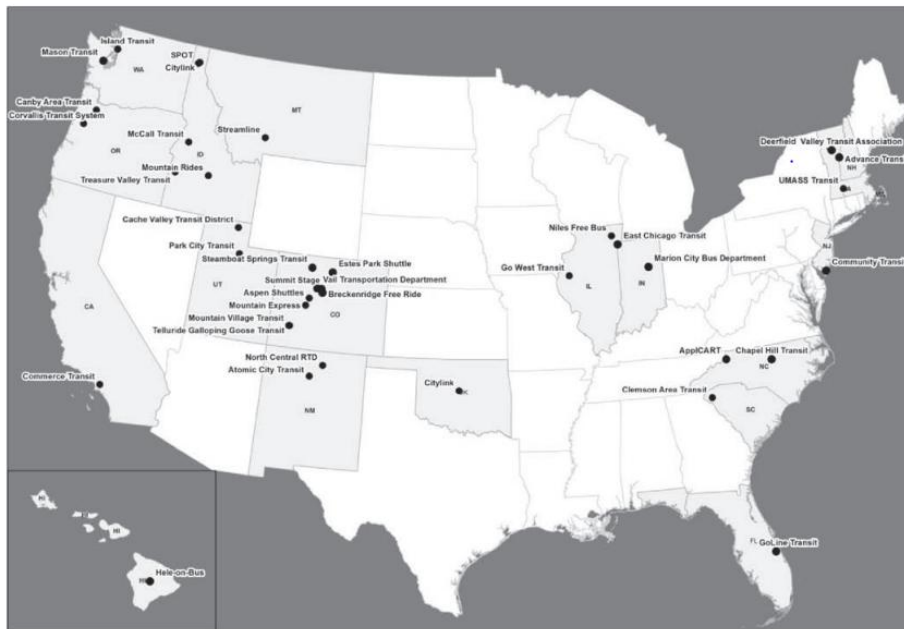 Island Transit
Mason Transit
WA
SPOT
Citylink
MT
Canby Area Transit
Corvallis Transit System
Streamline
McCall Transit
OR
ID
Mountain Rides
Treasure Valley Transit
Deerfield Valley Transit Association
Advance Trans
NH
UMASS Transit
Cache Valley Transit District
Park City Transit
Steamboat Springs Transit
Estes Park Shuttle
Summit Stage
Vail Transportation Department
Aspen Shuttles
Breckenridge Free Ride
Mountain Express
Mountain Village Transit
Telluride Galloping Goose Transit
UT
CO
CA
Niles Free Bus
East Chicago Transit
Go West Transit
Marion City Bus Department
IL
IN
NJ
Community Transit
North Central RTD
Atomic City Transit
NM
Commerce Transit
Citylink
ApplCART
Chapel Hill Transit
NC
Clemson Area Transit
SC
FL
GoLine Transit
HI
HI
Hele-on-Bus